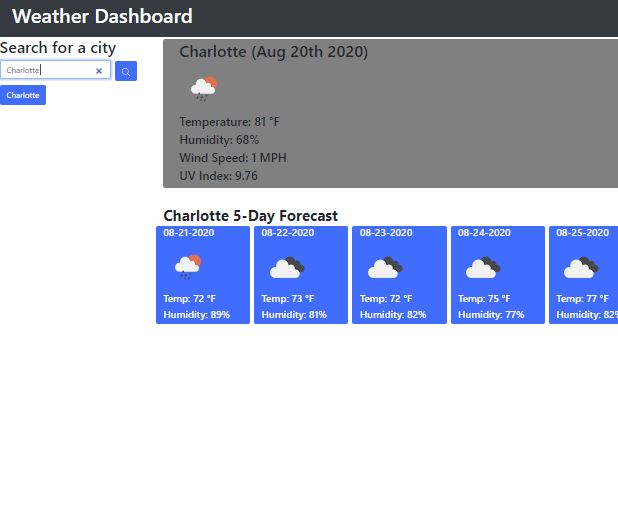 Weather Dashboard
Search for a city
Charlotte
Charlotte
Charlotte (Aug 20th 2020)
Temperature: 81 °F
Humidity: 68%
Wind Speed: 1 MPH
UV Index: 9.76
Charlotte 5-Day Forecast
08-21-2020
Temp: 72 °F
Humidity: 89%
08-22-2020
Temp: 73 °F
Humidity: 81%
08-23-2020
Temp: 72 °F
Humidity: 82%
08-24-2020
Temp: 75 °F
Humidity: 77%
08-25-2020
Temp: 77 °F
Humidity: 82%